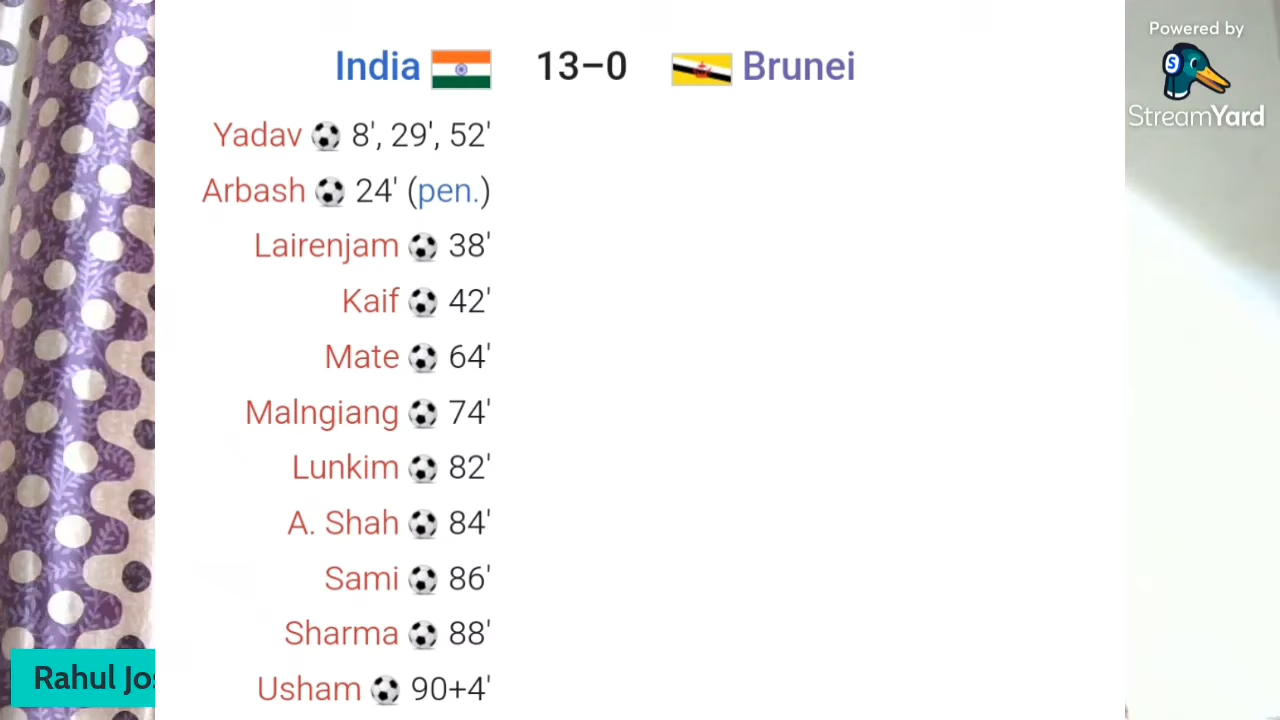 India 13–0 Brunei
Yadav 8', 29', 52'
Arbash 24' (pen.)
Lairenjam 38'
Kaif 42'
Mate 64'
Malngiang 74'
Lunkim 82'
A. Shah 84'
Sami 86'
Sharma 88'
Usham 90+4'
Powered by
S
StreamYard
Rahul